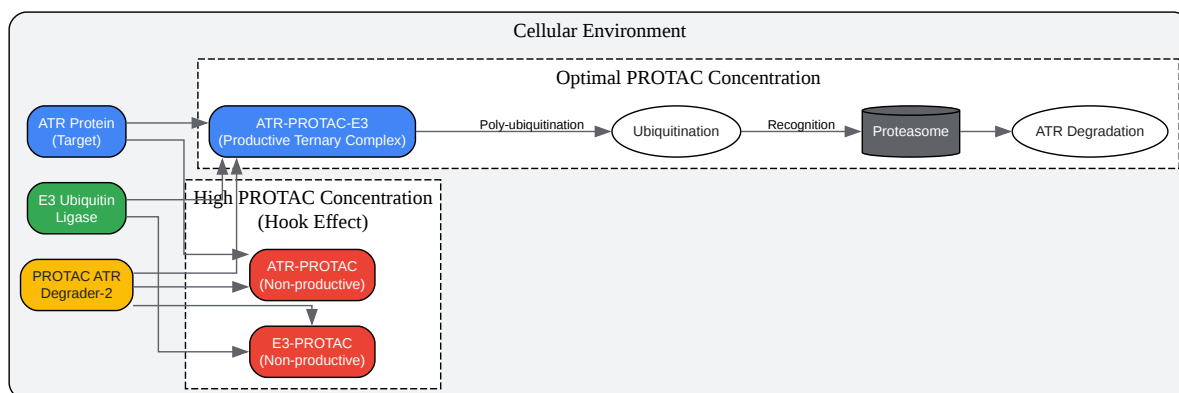 Cellular Environment
Optimal PROTAC Concentration
ATR Protein
(Target)
ATR-PROTAC-E3
(Productive Ternary Complex)
Poly-ubiquitination
Ubiquitination
Recognition
Proteasome
ATR Degradation
E3 Ubiquitin
Ligase
High PROTAC Concentration
(Hook Effect)
PROTAC ATR
Degrader-2
ATR-PROTAC
(Non-productive)
E3-PROTAC
(Non-productive)